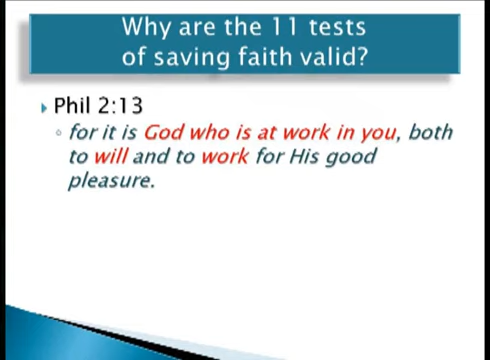 Why are the 11 tests
of saving faith valid?
Phil 2:13
for it is God who is at work in you, both
to will and to work for His good
pleasure.